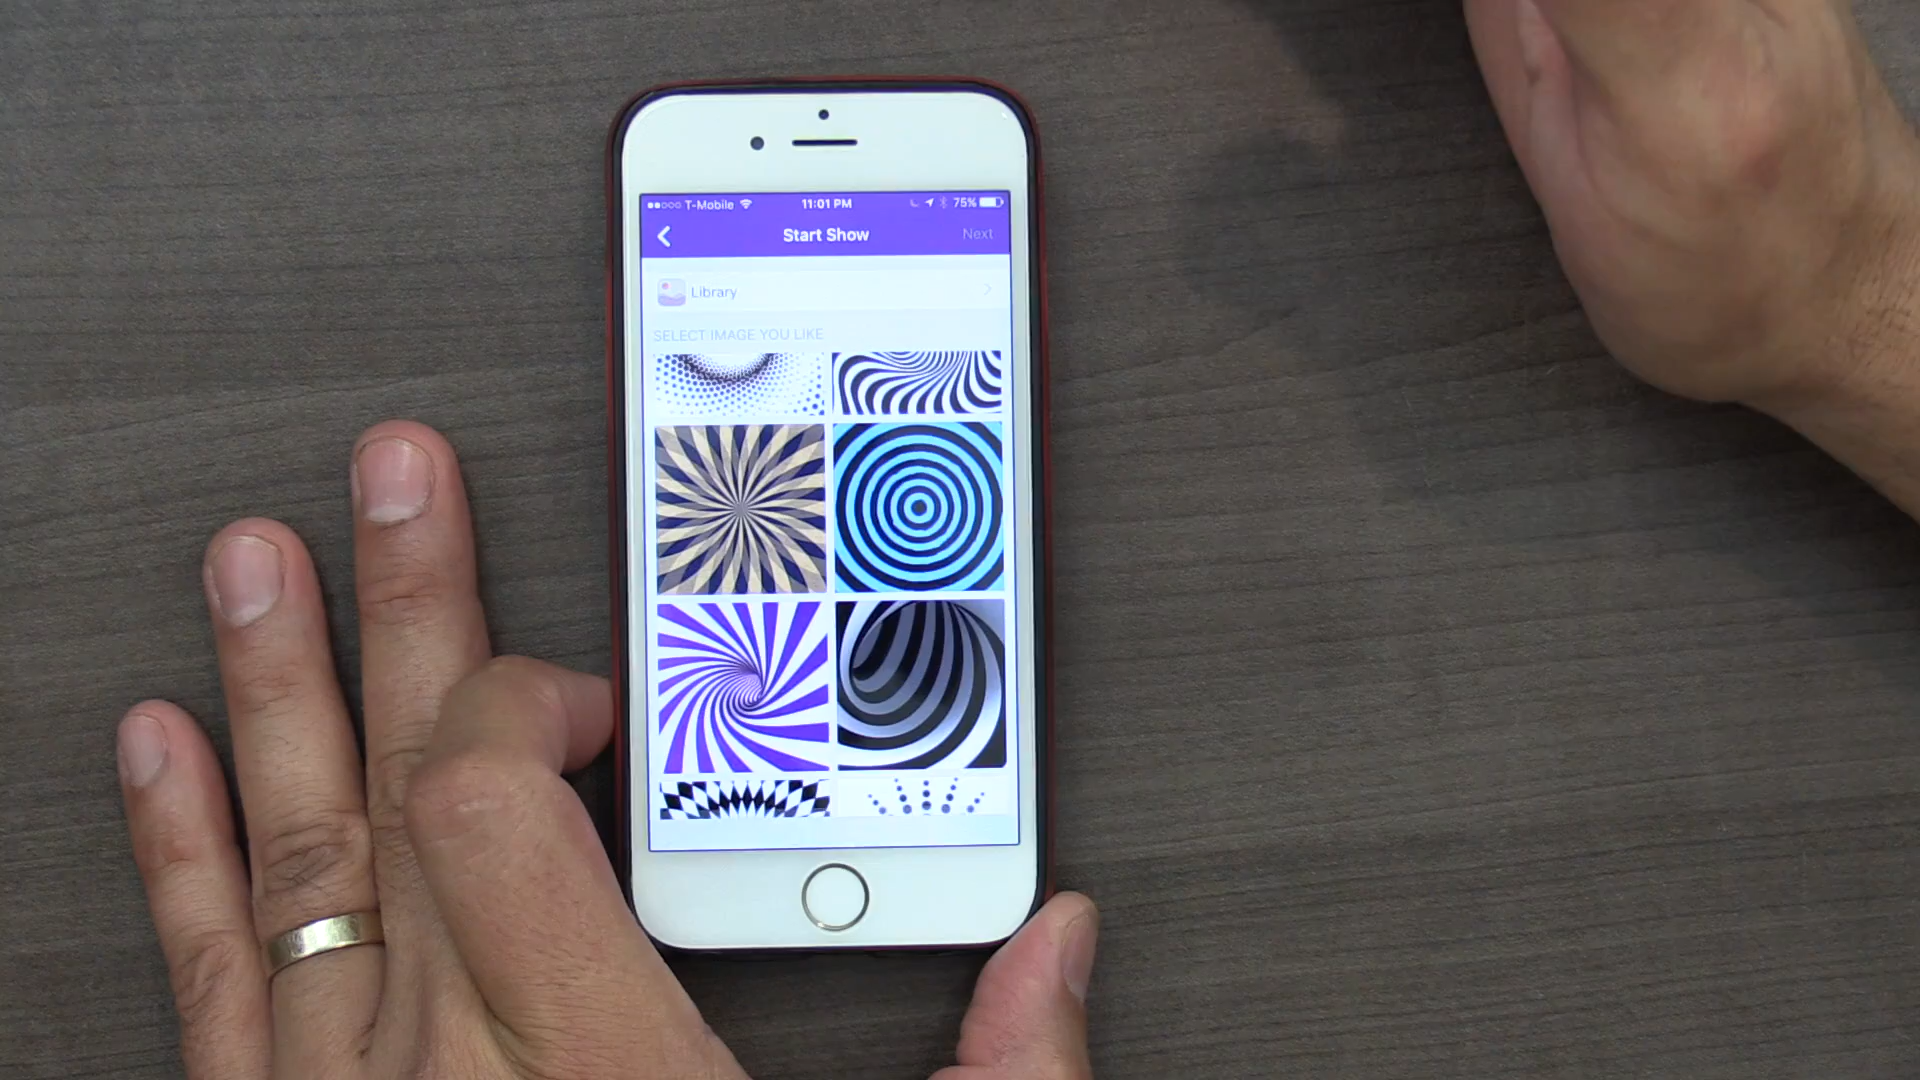 T-Mobile 11:01 PM 75%
Start Show Next
Library
SELECT IMAGE YOU LIKE